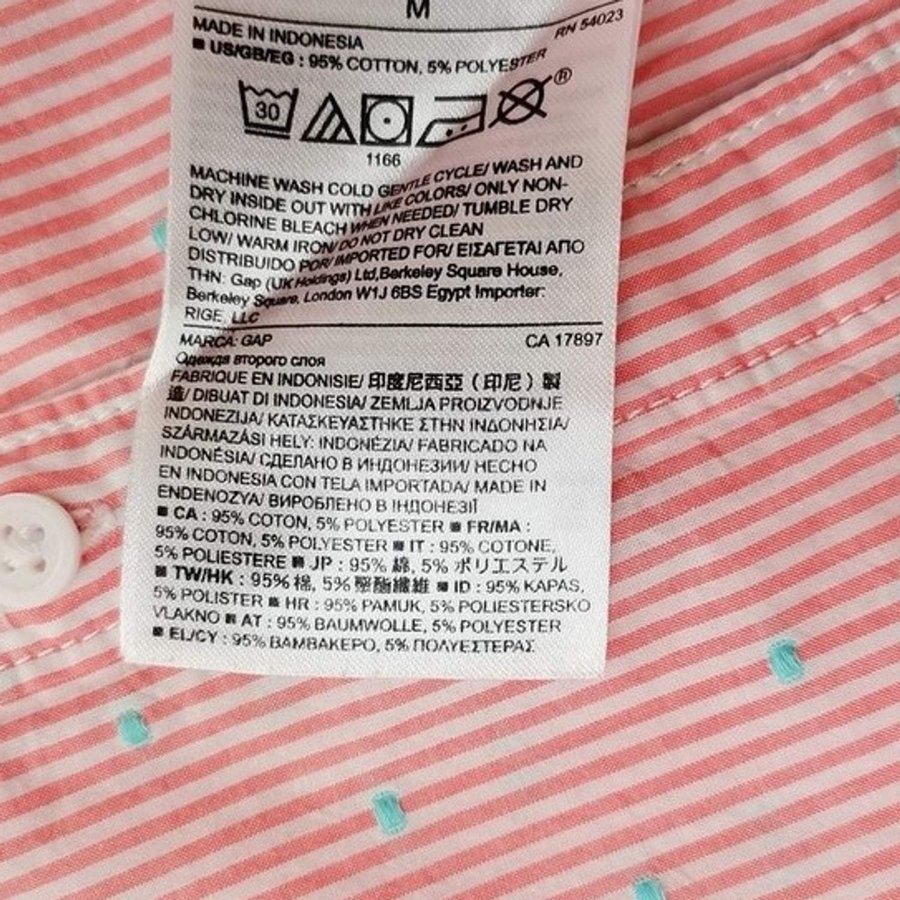 M
MADE IN INDONESIA RN 54023
■ US/GB/EG : 95% COTTON, 5% POLYESTER
30 ®
1166
MACHINE WASH COLD GENTLE CYCLE/ WASH AND
DRY INSIDE OUT WITH LIKE COLORS/ ONLY NON-
CHLORINE BLEACH WHEN NEEDED/ TUMBLE DRY
LOW/ WARM IRON/ DO NOT DRY CLEAN
DISTRIBUIDO POR/ IMPORTED FOR/ ΕΙΣΑΓΕΤΑΙ ΑΠΟ
ΤΗΝ: Gap (UK Holdings) Ltd,Berkeley Square House,
Berkeley Square, London W1J 6BS Egypt Importer:
RIGE, LLC
MARCA: GAP CA 17897
Одежда второго слоя
FABRIQUE EN INDONISIE/ 印度尼西亞 ( 印尼 ) 製
造/ DIBUAT DI INDONESIA/ ZEMLJA PROIZVODNJE
INDONEZIJA/ ΚΑΤΑΣΚΕΥΑΣΤΗΚΕ ΣΤΗΝ ΙΝΔΟΝΗΣΙΑ/
SZÁRMAZÁSI HELY: INDONÉZIA/ FABRICADO NA
INDONÉSIA/ СДЕЛАНО В ИНДОНЕЗИИ/ HECHO
EN INDONESIA CON TELA IMPORTADA/ MADE IN
ENDENOZYA/ ВИРОБЛЕНО В ІНДОНЕЗІЇ
■ CA : 95% COTON, 5% POLYESTER ■ FR/MA :
95% COTON, 5% POLYESTER ■ IT : 95% COTONE,
5% POLIESTERE ■ JP : 95% 綿, 5% ポリエステル
■ TW/HK : 95% 棉, 5% 聚酯纖維 ■ ID : 95% KAPAS,
5% POLISTER ■ HR : 95% PAMUK, 5% POLIESTERSKO
VLAKNO ■ AT : 95% BAUMWOLLE, 5% POLYESTER
■ EL/CY : 95% ΒΑΜΒΑΚΕΡΟ, 5% ΠΟΛΥΕΣΤΕΡΑΣ